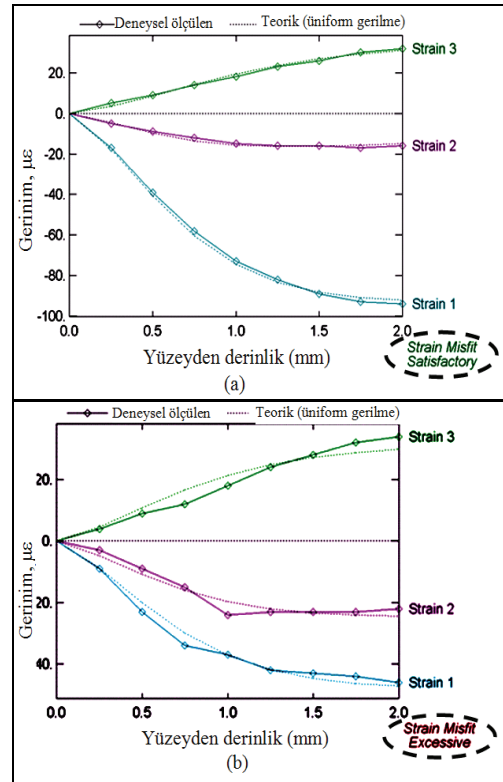 Deneysel ölçülen Teorik (üniform gerilme)
Strain 3
20.
0.
Strain 2
-20.
-40.
-60.
-80.
Strain 1
-100.
0.0 0.5 1.0 1.5 2.0
Gerinim, με
Yüzeyden derinlik (mm)
Strain Misfit
Satisfactory
(a)
Deneysel ölçülen Teorik (üniform gerilme)
Strain 3
20.
0.
20.
Strain 2
40.
Strain 1
0.0 0.5 1.0 1.5 2.0
Gerinim, με
Yüzeyden derinlik (mm)
Strain Misfit
Excessive
(b)